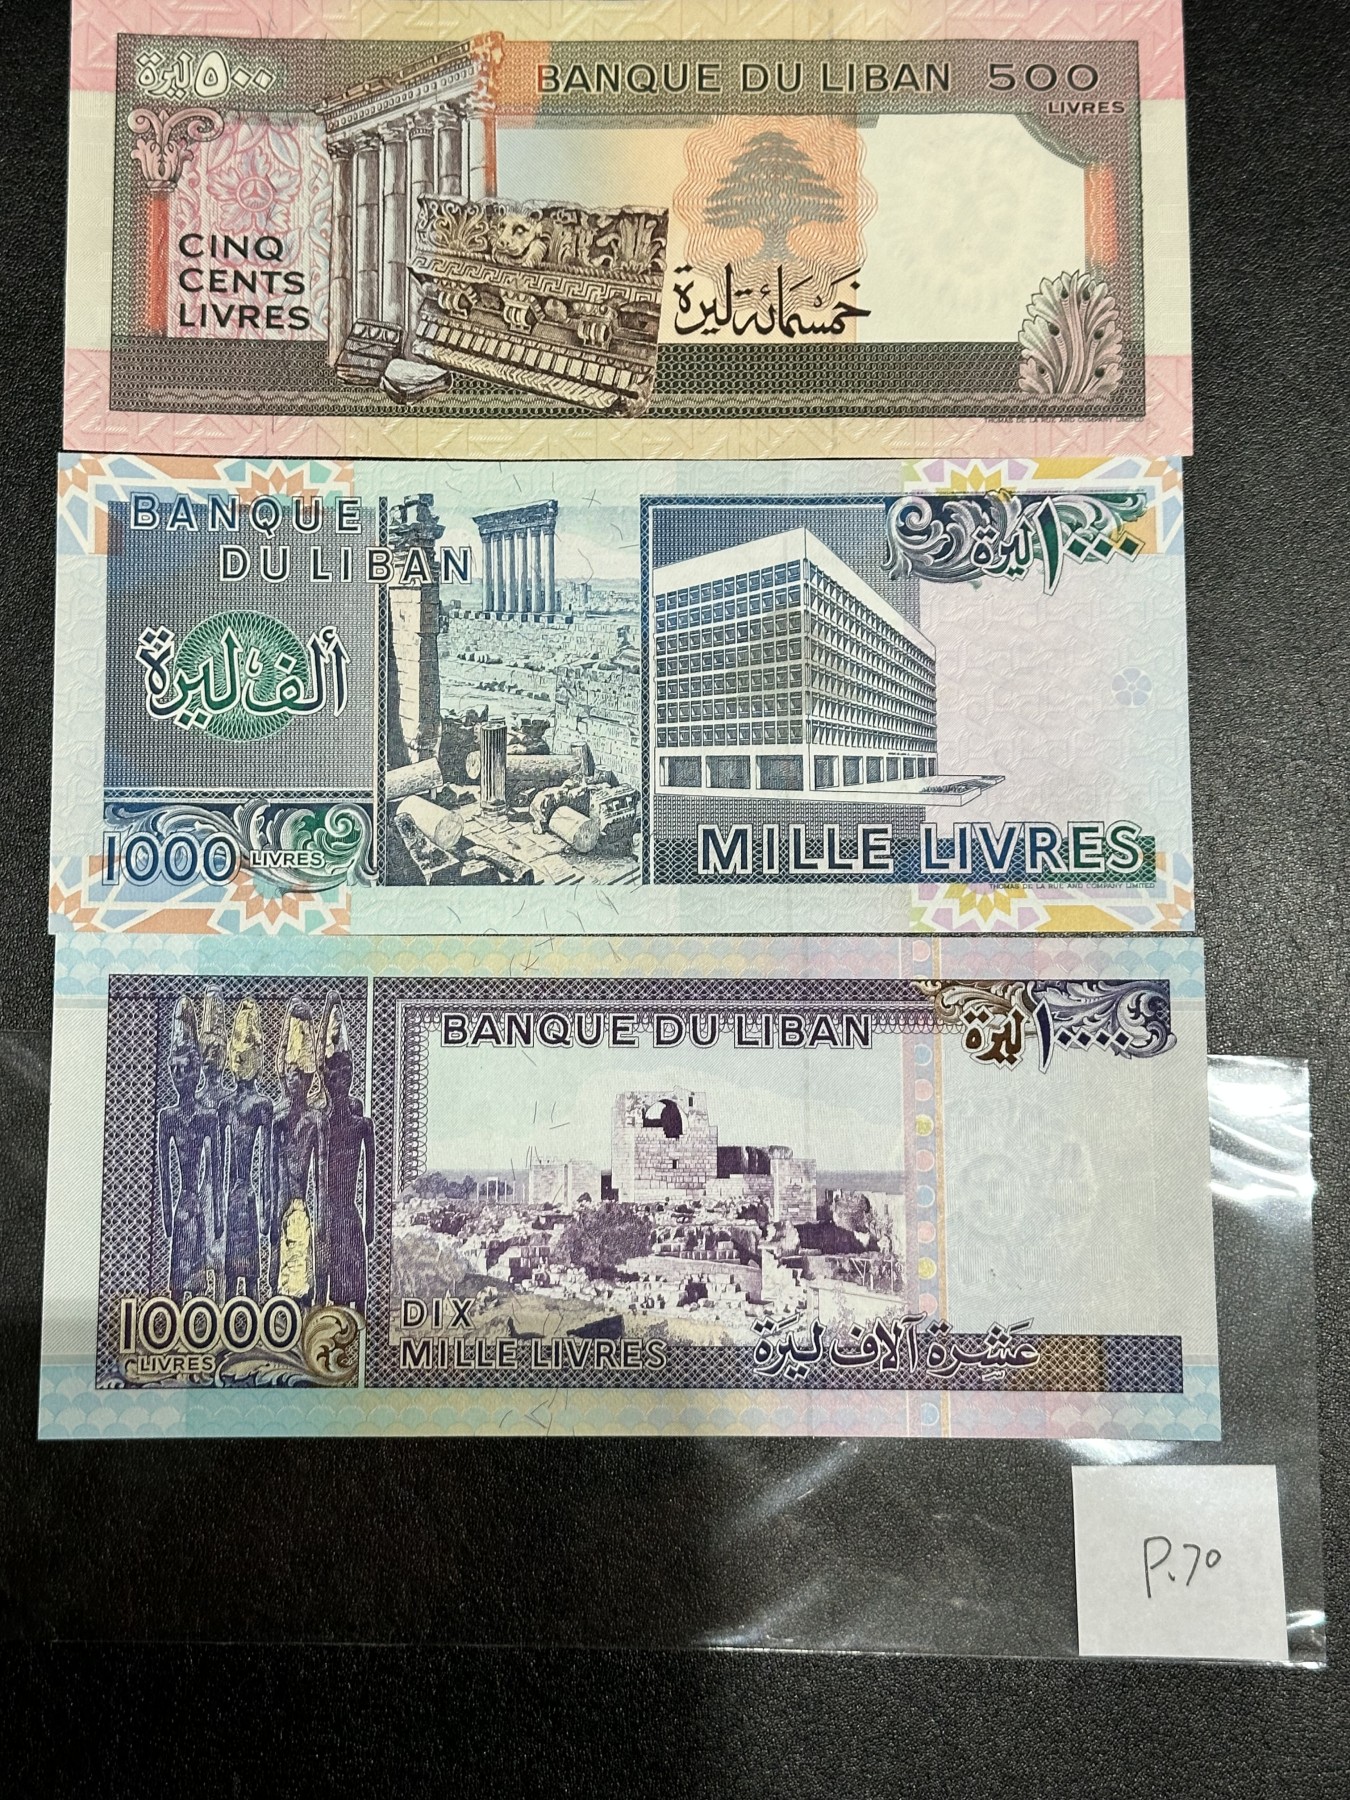 ٥٠٠ ليرة
BANQUE DU LIBAN 500
LIVRES
CINQ
CENTS
LIVRES
خمسمائة ليرة
THOMAS DE LA RUE AND COMPANY LIMITED
BANQUE
DU LIBAN
١٠٠٠ ليرة
ألف ليرة
1000 LIVRES
MILLE LIVRES
THOMAS DE LA RUE AND COMPANY LIMITED
BANQUE DU LIBAN
١٠٠٠٠ ليرة
10000
LIVRES
DIX
MILLE LIVRES
عَشرَة آلاف ليرَة
P.70